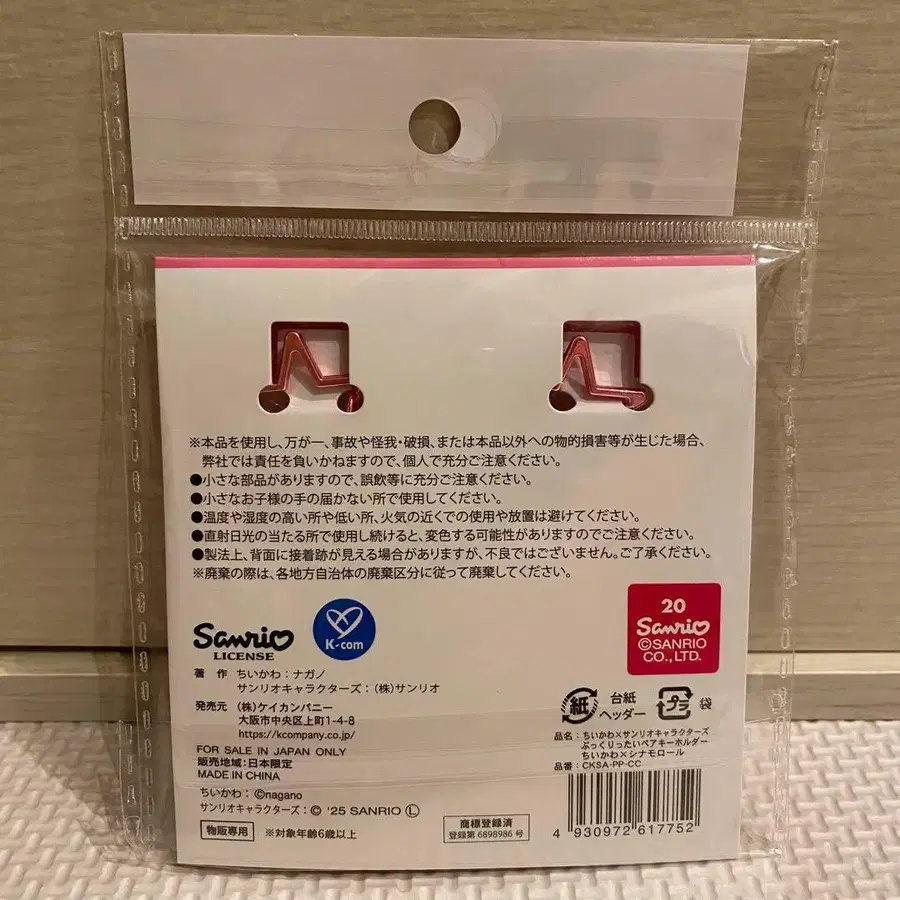 ※本品を使用し、万が一、事故や怪我・破損、または本品以外への物的損害等が生じた場合、
弊社では責任を負いかねますので、個人で充分ご注意ください。
●小さな部品がありますので、誤飲等に充分ご注意ください。
●小さなお子様の手の届かない所で使用してください。
●温度や湿度の高い所や低い所、火気の近くでの使用や放置は避けてください。
●直射日光の当たる所で使用し続けると、変色する可能性がありますのでご注意ください。
●製法上、背面に接着跡が見える場合がありますが、不良ではございません。ご了承ください。
※廃棄の際は、各地方自治体の廃棄区分に従って廃棄してください。
Sanrio
LICENSE
K-com
20
Sanrio
©SANRIO
CO., LTD.
著 作 ちいかわ：ナガノ
サンリオキャラクターズ：(株)サンリオ
発売元 (株)ケイカンパニー
大阪市中央区上町1-4-8
https://kcompany.co.jp/
FOR SALE IN JAPAN ONLY
販売地域：日本限定
MADE IN CHINA
ちいかわ：©nagano
サンリオキャラクターズ：© '25 SANRIO Ⓛ
物販専用 ※対象年齢6歳以上
紙 台紙
ヘッダー
プラ 袋
品名：ちいかわ×サンリオキャラクターズ
ぷっくりったいペアキーホルダー
ちいかわ×シナモロール
品番：CKSA-PP-CC
商標登録済
登録第6898986号
4 930972 617752